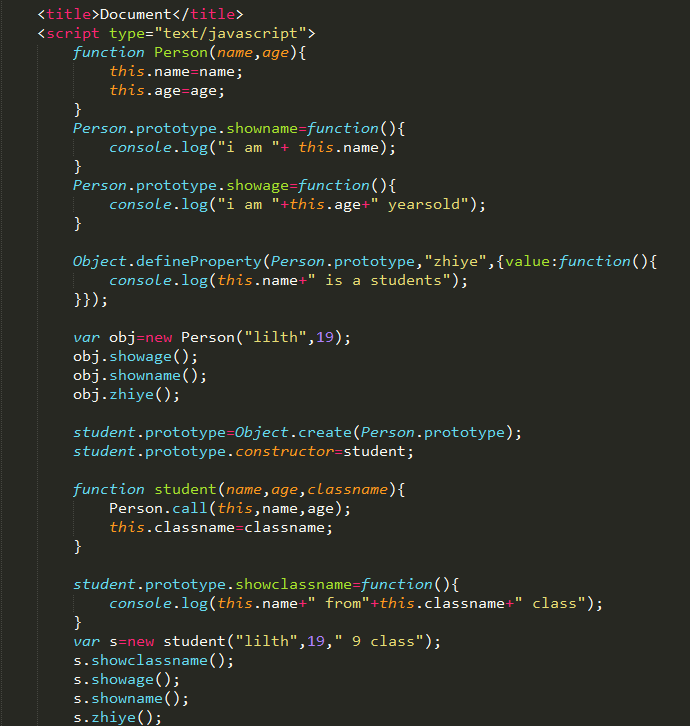 <title>Document</title>
<script type="text/javascript">
function Person(name,age){
this.name=name;
this.age=age;
}
Person.prototype.showname=function(){
console.log("i am "+ this.name);
}
Person.prototype.showage=function(){
console.log("i am "+this.age+" yearsold");
}
Object.defineProperty(Person.prototype,"zhiye",{value:function(){
console.log(this.name+" is a students");
}});
var obj=new Person("lilth",19);
obj.showage();
obj.showname();
obj.zhiye();
student.prototype=Object.create(Person.prototype);
student.prototype.constructor=student;
function student(name,age,classname){
Person.call(this,name,age);
this.classname=classname;
}
student.prototype.showclassname=function(){
console.log(this.name+" from"+this.classname+" class");
}
var s=new student("lilth",19," 9 class");
s.showclassname();
s.showage();
s.showname();
s.zhiye();